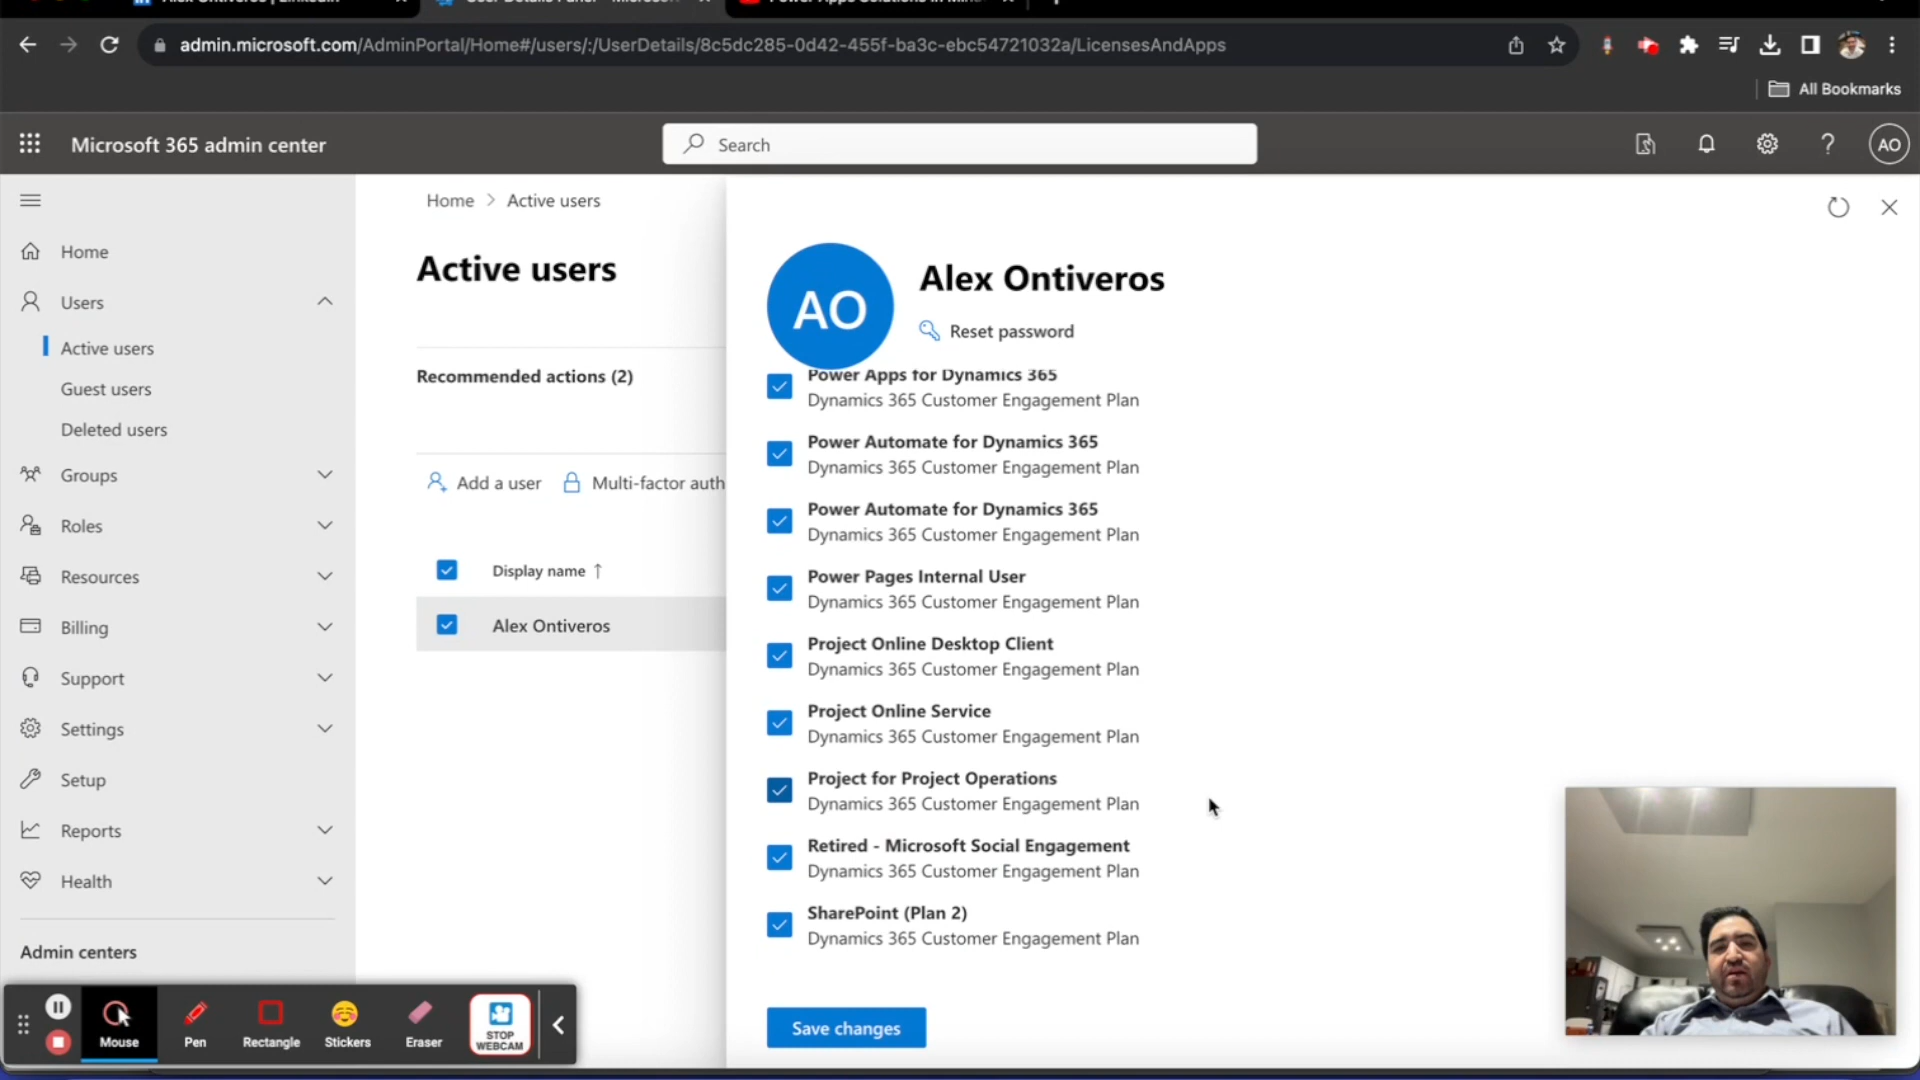 Alex Ontiveros | LinkedIn
admin.microsoft.com/AdminPortal/Home#/users/:/UserDetails/8c5dc285-0d42-455f-ba3c-ebc54721032a/LicensesAndApps
All Bookmarks
Microsoft 365 admin center
Search
AO
Home
Users
Active users
Guest users
Deleted users
Groups
Roles
Resources
Billing
Support
Settings
Setup
Reports
Health
Admin centers
Home > Active users
Active users
Recommended actions (2)
Add a user
Multi-factor auth
Display name ↑
Alex Ontiveros
AO
Alex Ontiveros
Reset password
Power Apps for Dynamics 365
Dynamics 365 Customer Engagement Plan
Power Automate for Dynamics 365
Dynamics 365 Customer Engagement Plan
Power Automate for Dynamics 365
Dynamics 365 Customer Engagement Plan
Power Pages Internal User
Dynamics 365 Customer Engagement Plan
Project Online Desktop Client
Dynamics 365 Customer Engagement Plan
Project Online Service
Dynamics 365 Customer Engagement Plan
Project for Project Operations
Dynamics 365 Customer Engagement Plan
Retired - Microsoft Social Engagement
Dynamics 365 Customer Engagement Plan
SharePoint (Plan 2)
Dynamics 365 Customer Engagement Plan
Save changes
Mouse
Pen
Rectangle
Stickers
Eraser
STOP
WEBCAM